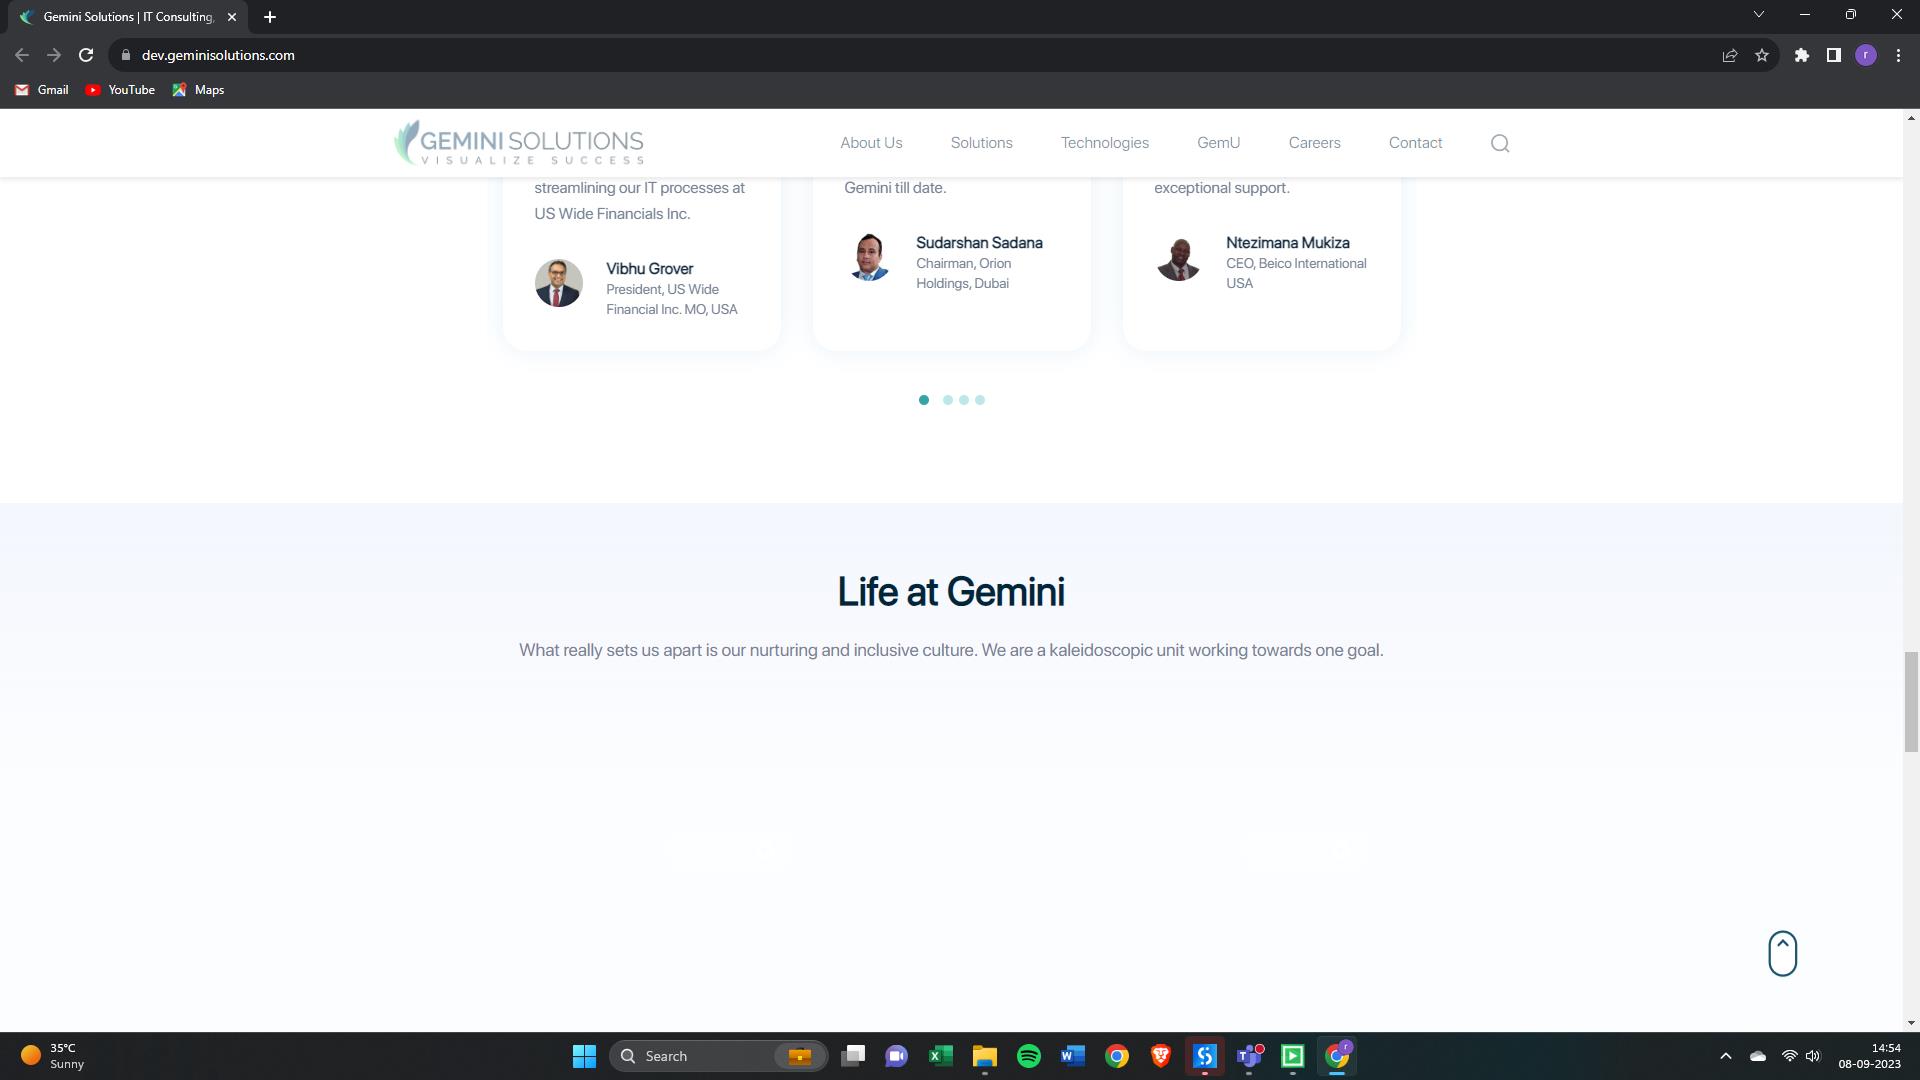 Gemini Solutions | IT Consulting,
dev.geminisolutions.com
r
Gmail
YouTube
Maps
GEMINI SOLUTIONS
VISUALIZE SUCCESS
About Us
Solutions
Technologies
GemU
Careers
Contact
streamlining our IT processes at
US Wide Financials Inc.
Vibhu Grover
President, US Wide
Financial Inc. MO, USA
Gemini till date.
Sudarshan Sadana
Chairman, Orion
Holdings, Dubai
exceptional support.
Ntezimana Mukiza
CEO, Beico International
USA
Life at Gemini
What really sets us apart is our nurturing and inclusive culture. We are a kaleidoscopic unit working towards one goal.
35°C
Sunny
Search
14:54
08-09-2023